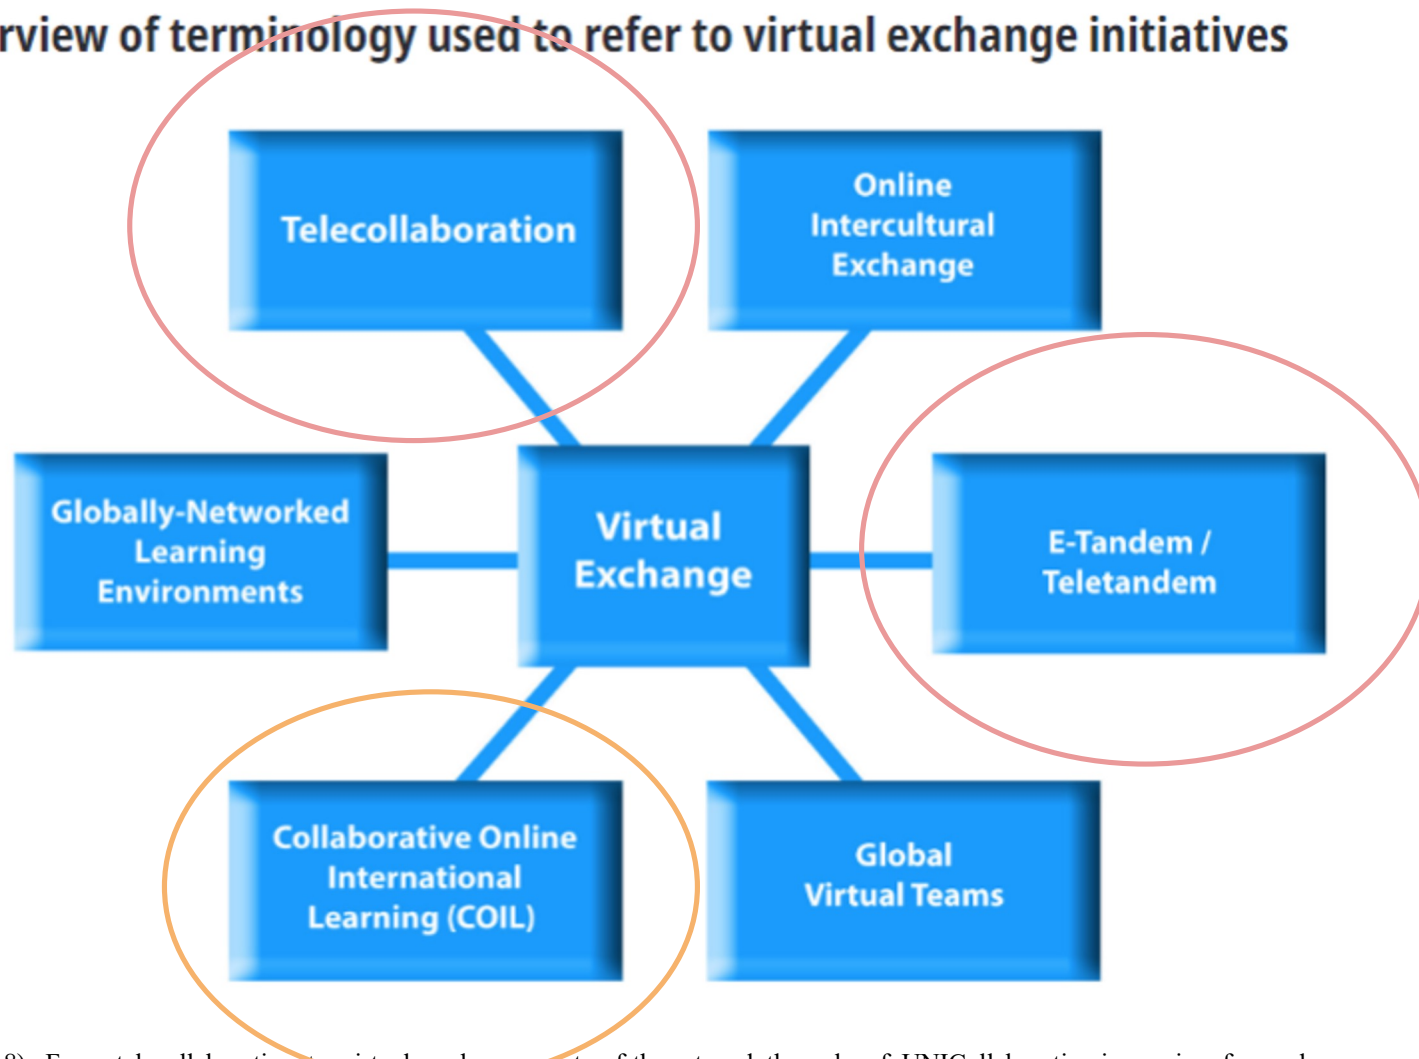 rview of terminology used to refer to virtual exchange initiatives
Telecollaboration
Online
Intercultural
Exchange
Globally-Networked
Learning
Environments
Virtual
Exchange
E-Tandem /
Teletandem
Collaborative Online
International
Learning (COIL)
Global
Virtual Teams